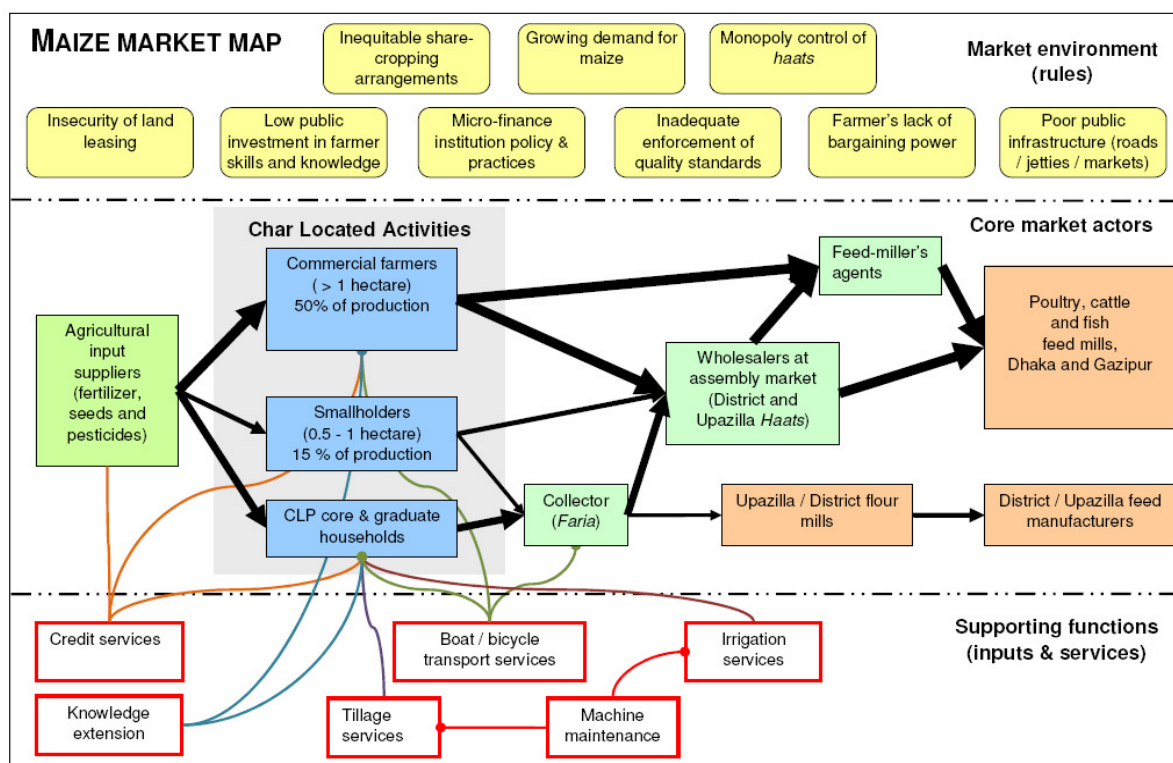 MAIZE MARKET MAP
Inequitable share-
cropping
arrangements
Growing demand for
maize
Monopoly control of
haats
Market environment
(rules)
Insecurity of land
leasing
Low public
investment in farmer
skills and knowledge
Micro-finance
institution policy &
practices
Inadequate
enforcement of
quality standards
Farmer's lack of
bargaining power
Poor public
infrastructure (roads
/ jetties / markets)
Char Located Activities
Core market actors
Commercial farmers
( > 1 hectare)
50% of production
Feed-miller's
agents
Poultry, cattle
and fish
feed mills,
Dhaka and Gazipur
Agricultural
input
suppliers
(fertilizer,
seeds and
pesticides)
Wholesalers at
assembly market
(District and
Upazilla Haats)
Smallholders
(0.5 - 1 hectare)
15 % of production
CLP core & graduate
households
Collector
(Faria)
Upazilla / District flour
mills
District / Upazilla feed
manufacturers
Credit services
Boat / bicycle
transport services
Irrigation
services
Supporting functions
(inputs & services)
Knowledge
extension
Tillage
services
Machine
maintenance